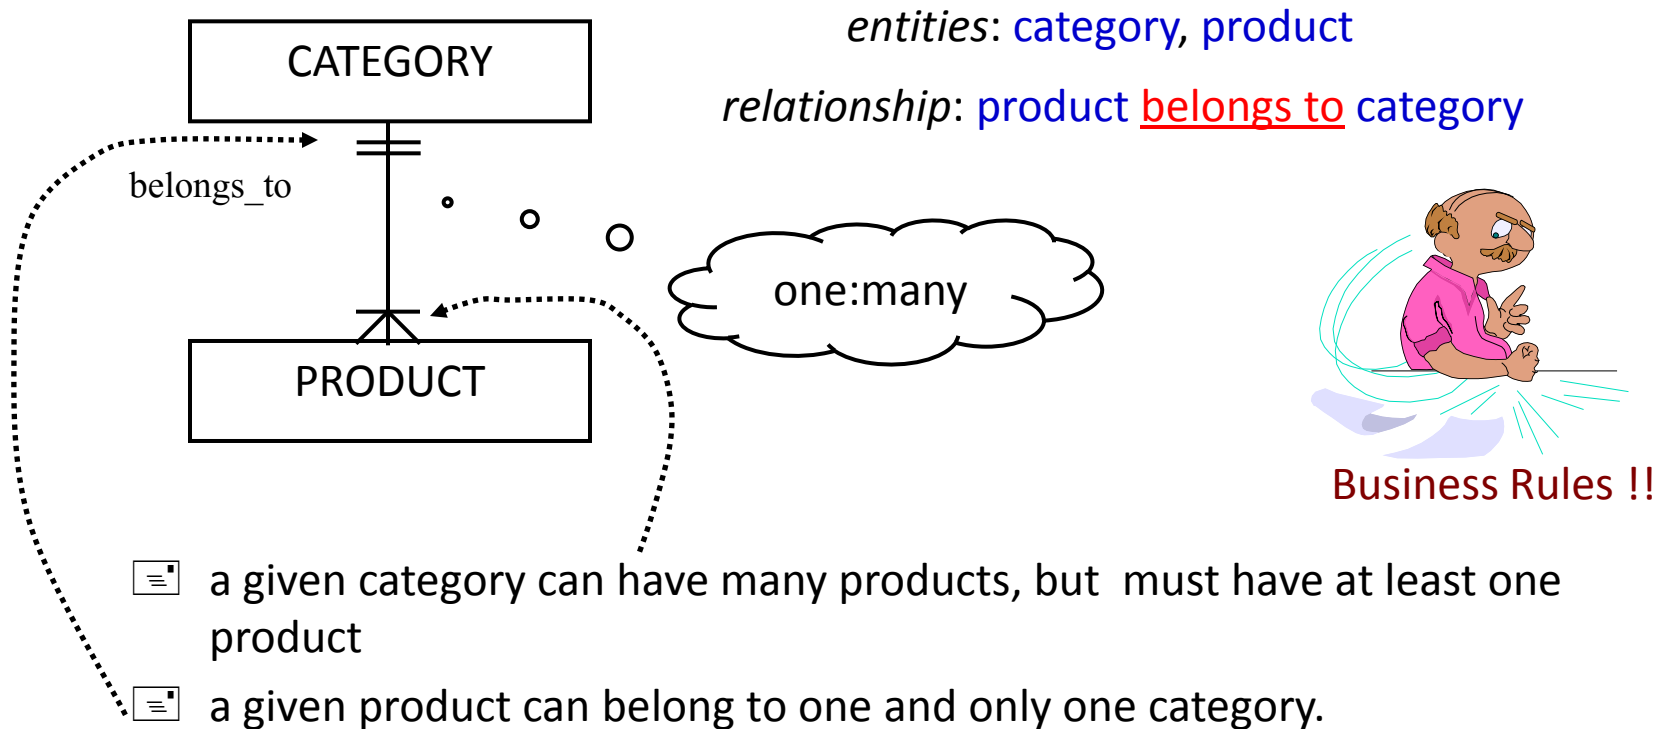 entities: category, product
CATEGORY
relationship: product belongs to category
belongs_to
one:many
PRODUCT
Business Rules !!
a given category can have many products, but  must have at least one
product
a given product can belong to one and only one category.